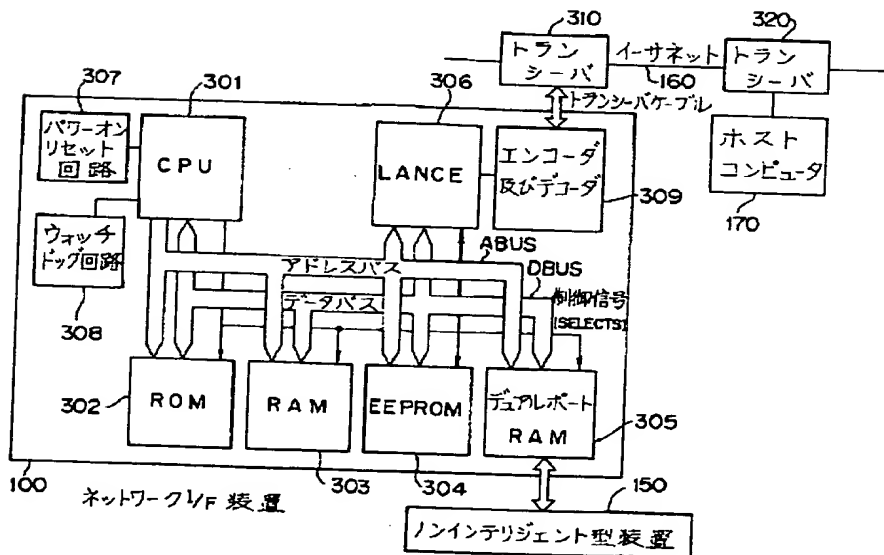 310
320
トラン
シーバ
イーサネット
160
トラン
シーバ
307
301
306
トランシーバケーブル
パワーオン
リセット
回路
CPU
LANCE
エンコーダ
及びデコーダ
309
ホスト
コンピュータ
170
ウォッチ
ドッグ回路
308
ABUS
アドレスバス
DBUS
データバス
制御信号
(SELECTS)
302
ROM
RAM
EEPROM
デュアルポート
RAM
305
100
ネットワークI/F装置
303
304
150
ノンインテリジェント型装置